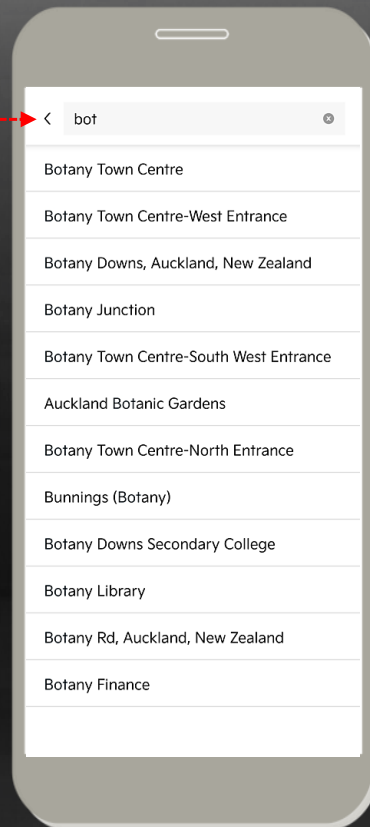 bot
Botany Town Centre
Botany Town Centre-West Entrance
Botany Downs, Auckland, New Zealand
Botany Junction
Botany Town Centre-South West Entrance
Auckland Botanic Gardens
Botany Town Centre-North Entrance
Bunnings (Botany)
Botany Downs Secondary College
Botany Library
Botany Rd, Auckland, New Zealand
Botany Finance